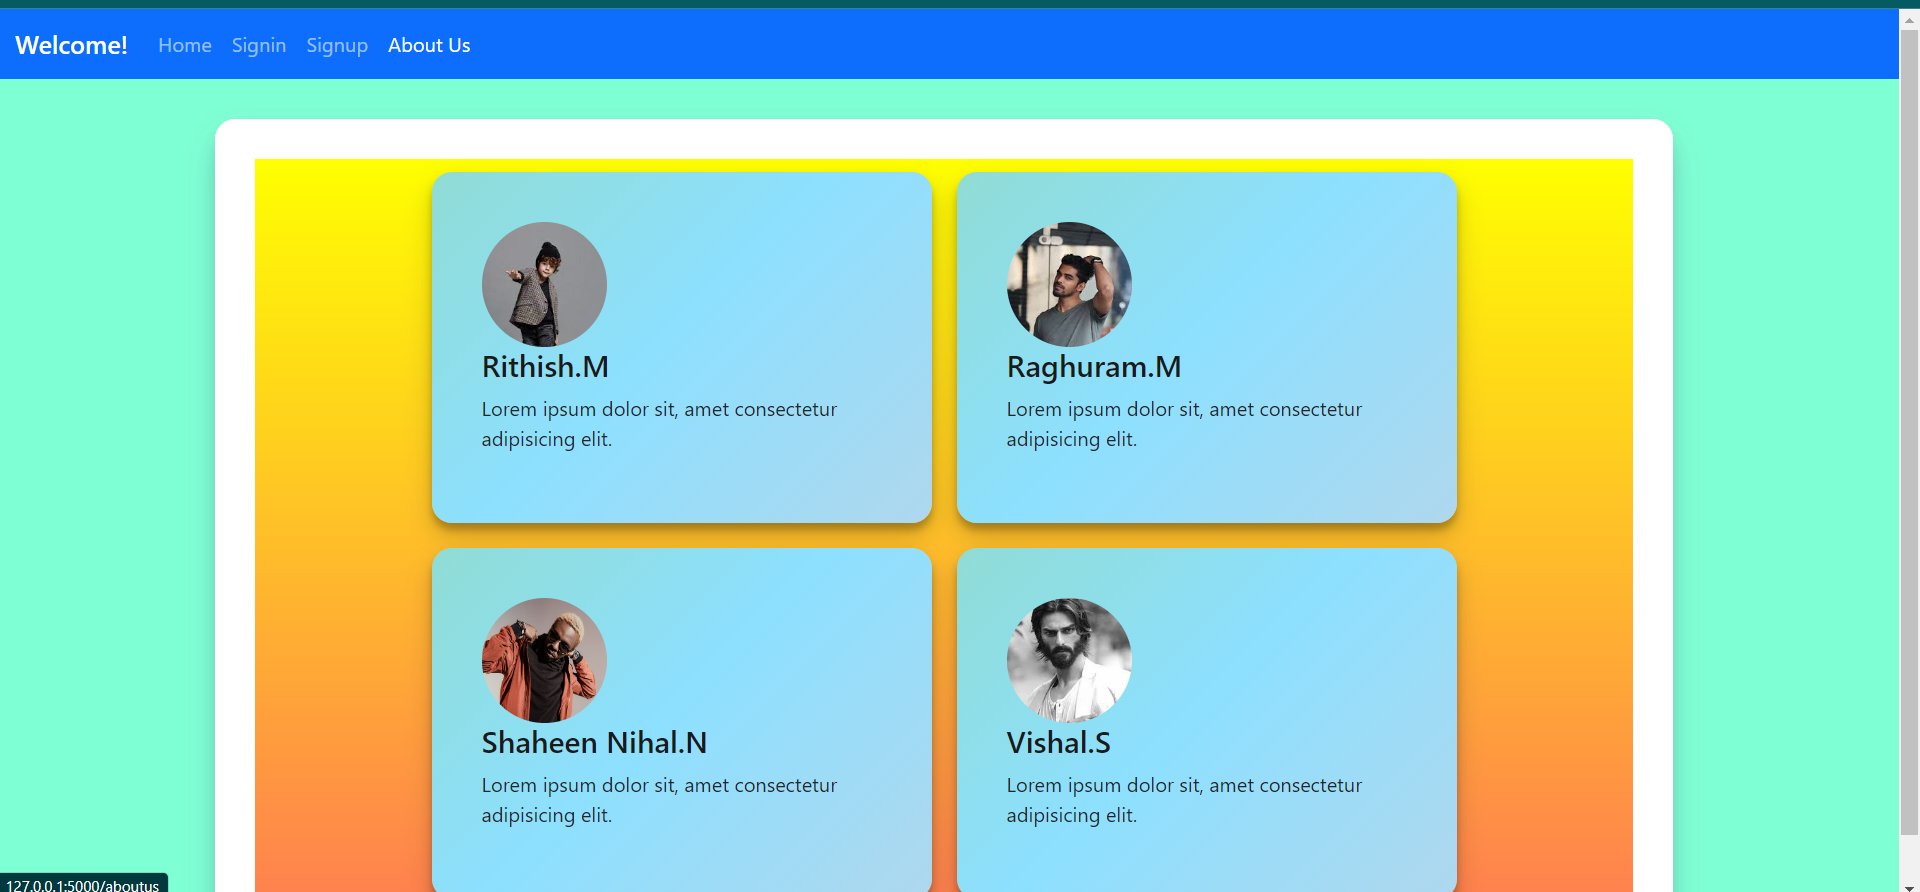 Welcome! Home Signin Signup About Us
Rithish.M
Lorem ipsum dolor sit, amet consectetur
adipisicing elit.
Raghuram.M
Lorem ipsum dolor sit, amet consectetur
adipisicing elit.
Shaheen Nihal.N
Lorem ipsum dolor sit, amet consectetur
adipisicing elit.
Vishal.S
Lorem ipsum dolor sit, amet consectetur
adipisicing elit.
127.0.0.1:5000/aboutus